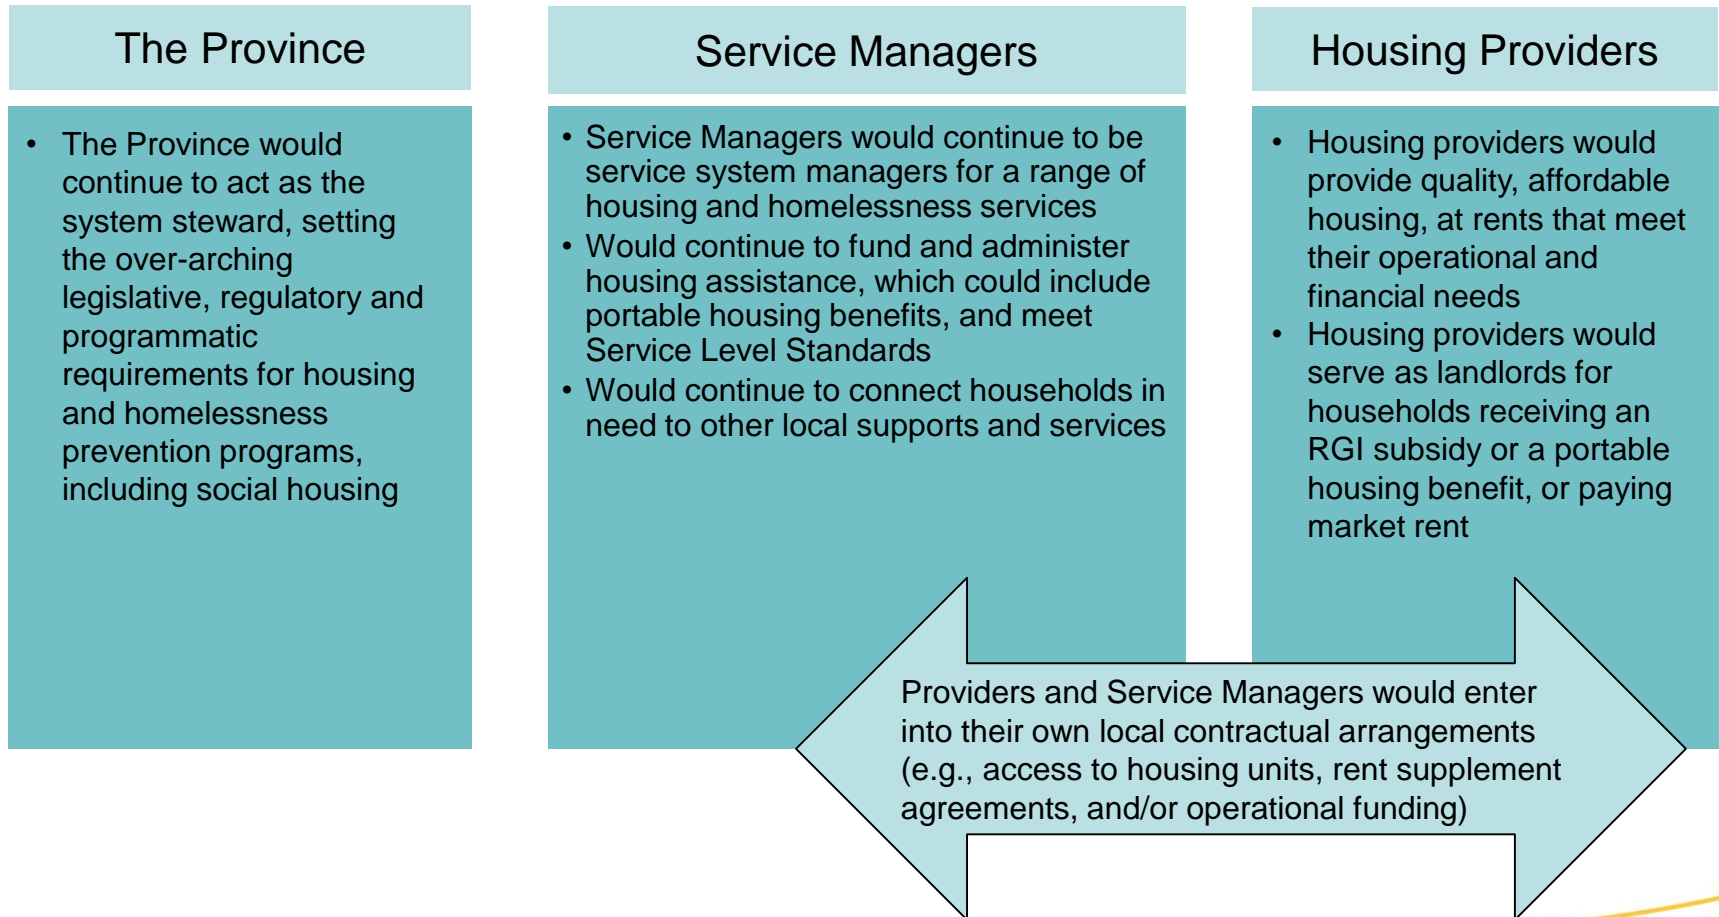 The Province
• The Province would
continue to act as the
system steward, setting
the over-arching
legislative, regulatory and
programmatic
requirements for housing
and homelessness
prevention programs,
including social housing
Service Managers
• Service Managers would continue to be
service system managers for a range of
housing and homelessness services
• Would continue to fund and administer
housing assistance, which could include
portable housing benefits, and meet
Service Level Standards
• Would continue to connect households in
need to other local supports and services
Housing Providers
• Housing providers would
provide quality, affordable
housing, at rents that meet
their operational and
financial needs
• Housing providers would
serve as landlords for
households receiving an
RGI subsidy or a portable
housing benefit, or paying
market rent
Providers and Service Managers would enter
into their own local contractual arrangements
(e.g., access to housing units, rent supplement
agreements, and/or operational funding)